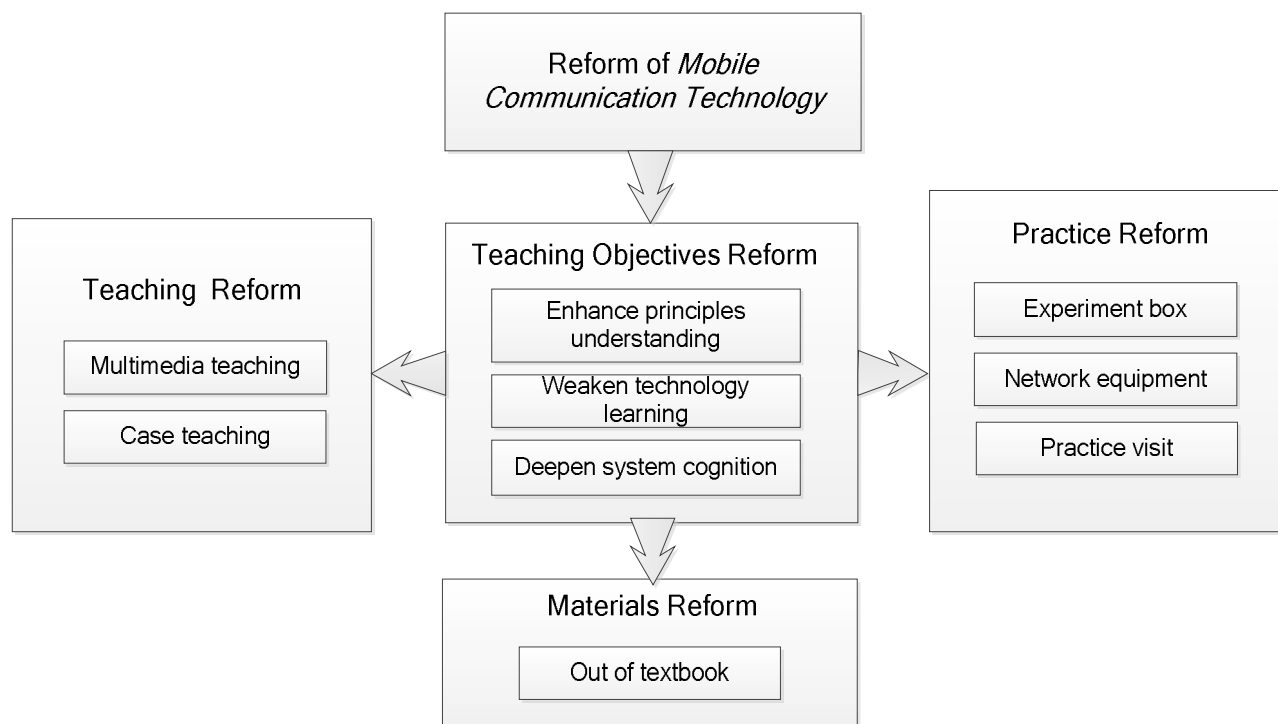 Reform of Mobile
Communication Technology
Teaching Reform
Multimedia teaching
Case teaching
Teaching Objectives Reform
Enhance principles
understanding
Weaken technology
learning
Deepen system cognition
Practice Reform
Experiment box
Network equipment
Practice visit
Materials Reform
Out of textbook